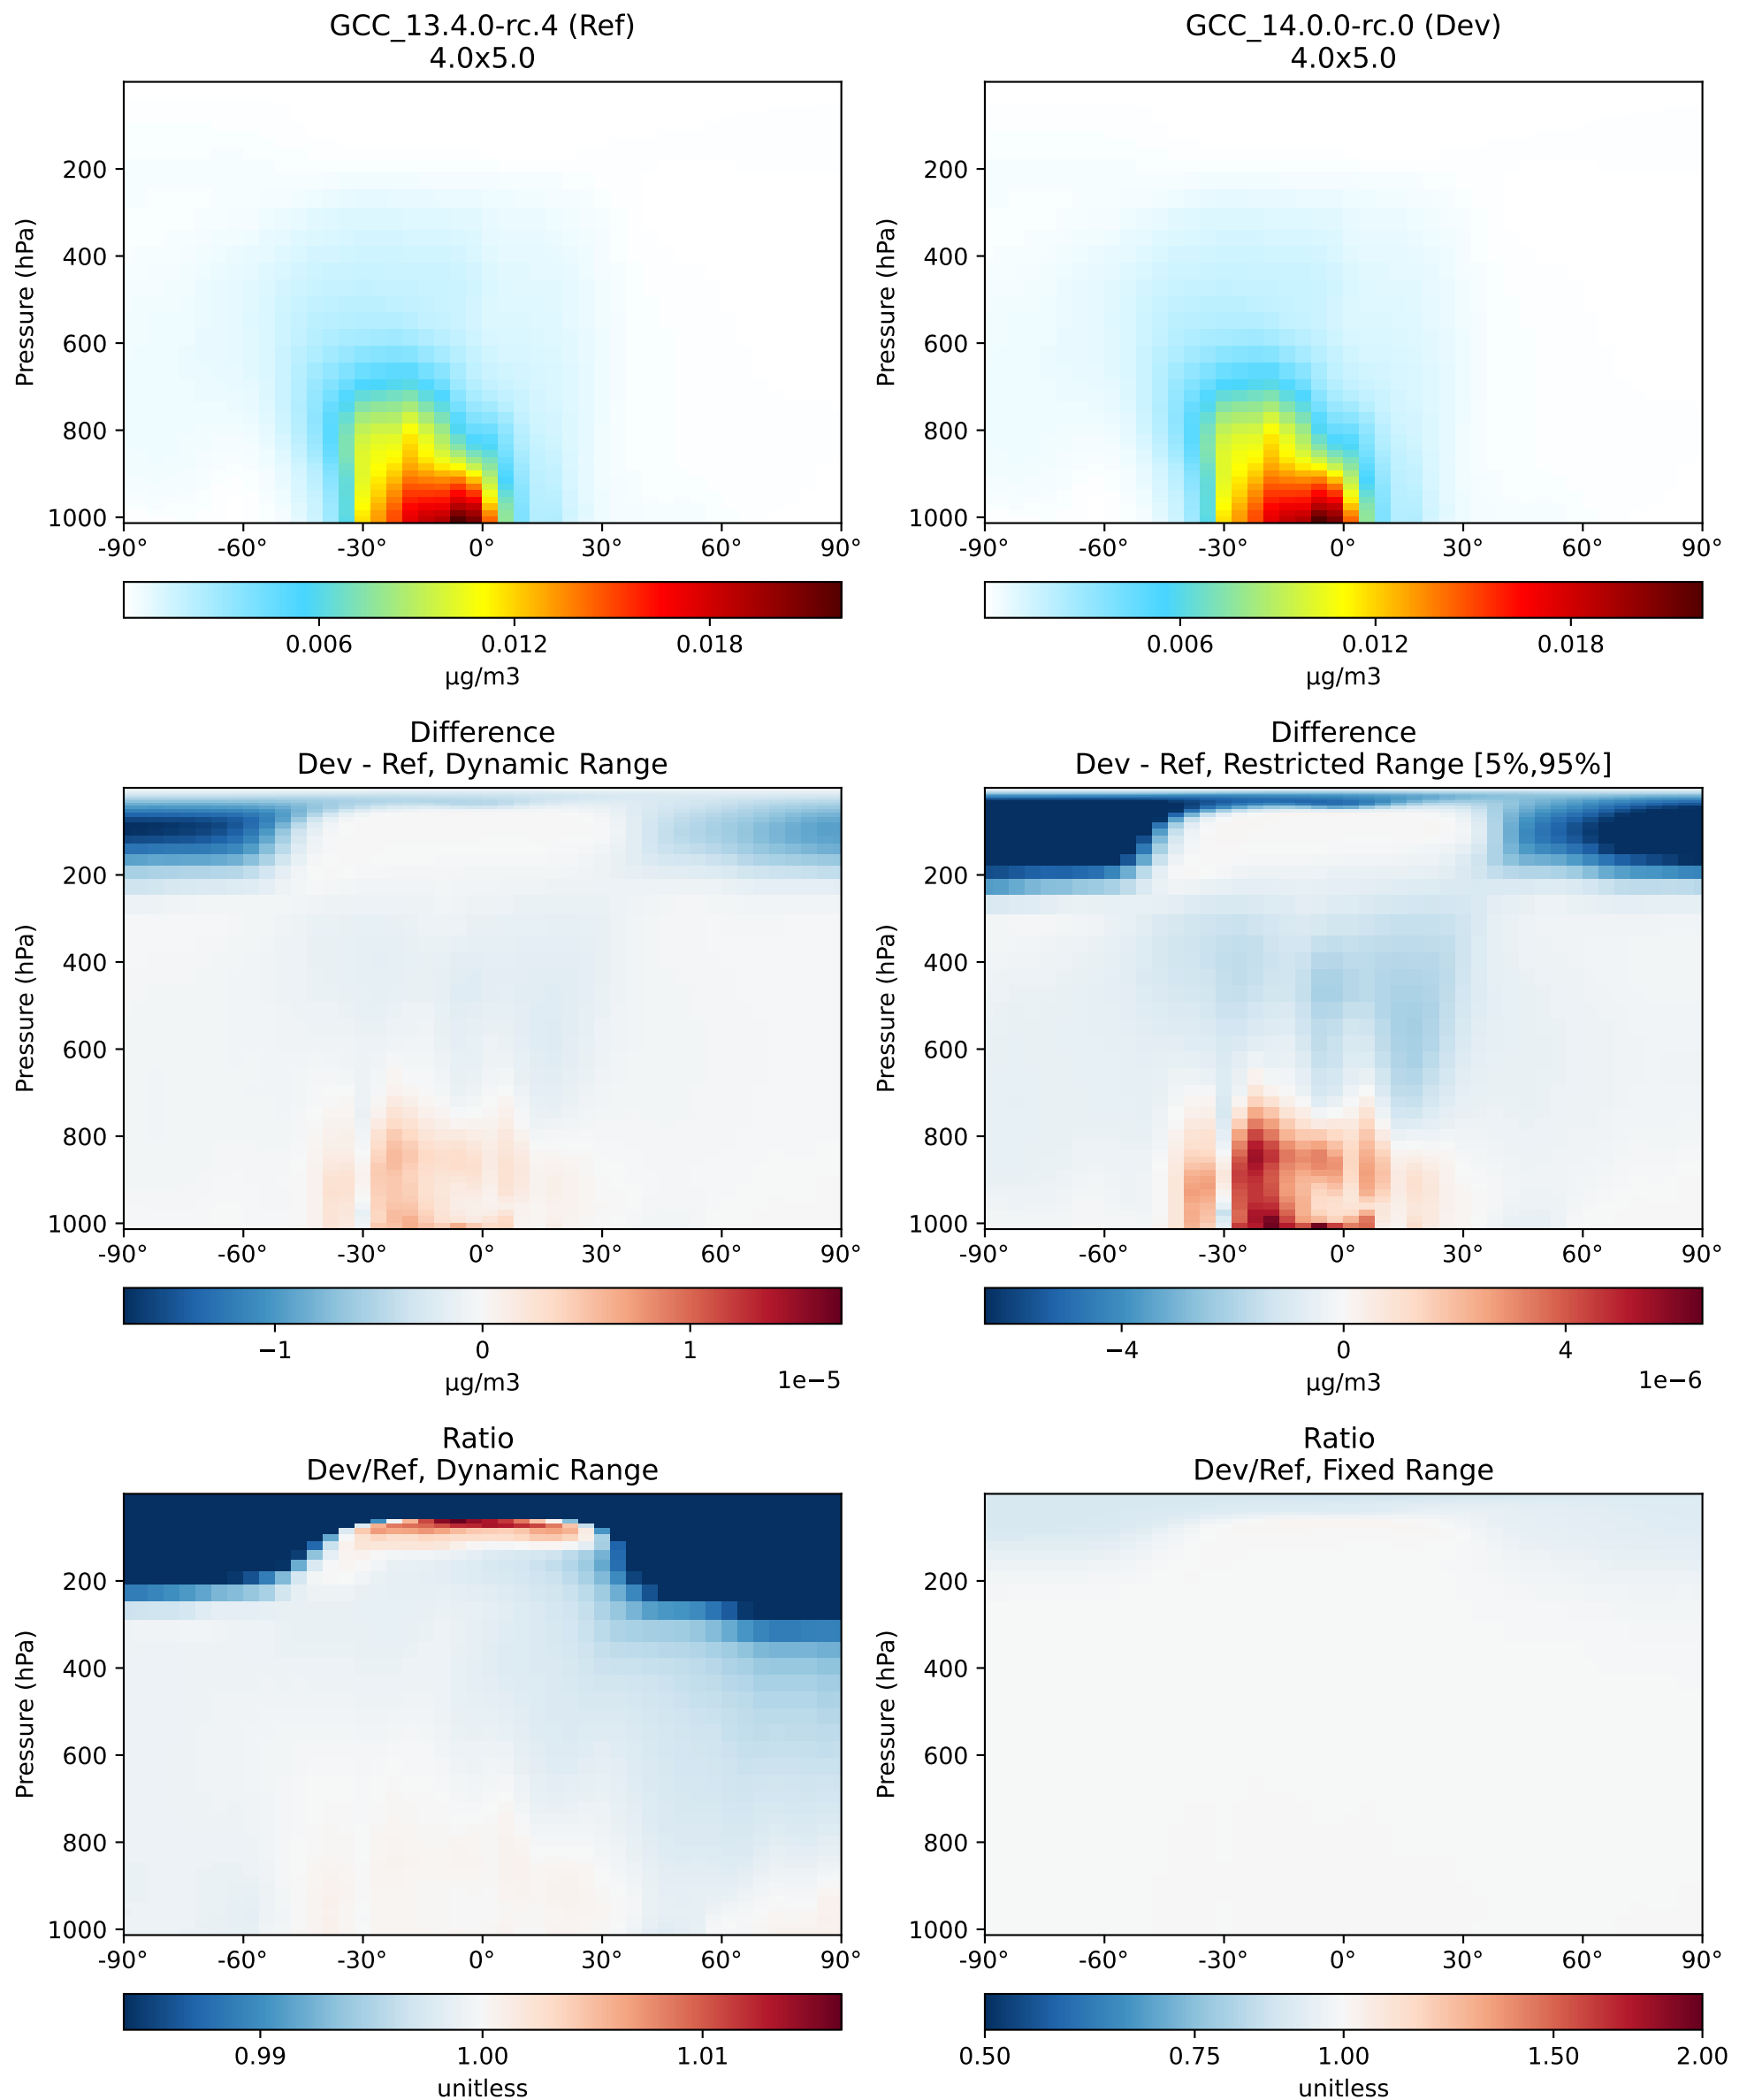 GCC_13.4.0-rc.4 (Ref)
4.0x5.0
Pressure (hPa)
200
400
600
800
1000
-90° -60° -30° 0° 30° 60° 90°
0.006 0.012 0.018
µg/m3
GCC_14.0.0-rc.0 (Dev)
4.0x5.0
Pressure (hPa)
200
400
600
800
1000
-90° -60° -30° 0° 30° 60° 90°
0.006 0.012 0.018
µg/m3
Difference
Dev - Ref, Dynamic Range
Pressure (hPa)
200
400
600
800
1000
-90° -60° -30° 0° 30° 60° 90°
−1 0 1
µg/m3 1e−5
Difference
Dev - Ref, Restricted Range [5%,95%]
Pressure (hPa)
200
400
600
800
1000
-90° -60° -30° 0° 30° 60° 90°
−4 0 4
µg/m3 1e−6
Ratio
Dev/Ref, Dynamic Range
Pressure (hPa)
200
400
600
800
1000
-90° -60° -30° 0° 30° 60° 90°
0.99 1.00 1.01
unitless
Ratio
Dev/Ref, Fixed Range
Pressure (hPa)
200
400
600
800
1000
-90° -60° -30° 0° 30° 60° 90°
0.50 0.75 1.00 1.50 2.00
unitless